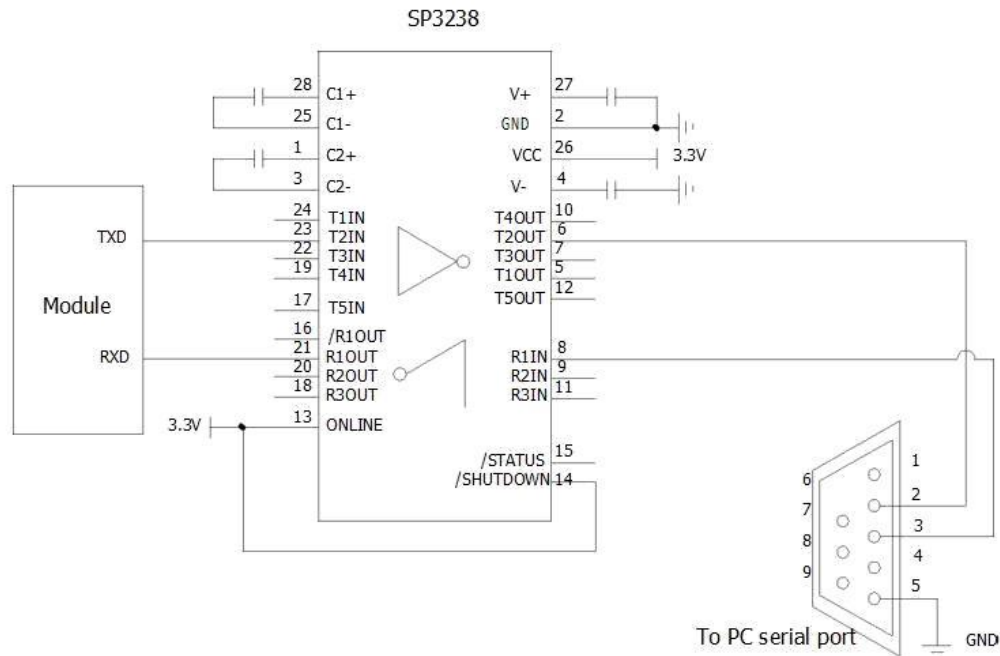 SP3238
28
C1+
25
C1-
1
C2+
3
C2-
24
T1IN
23
T2IN
22
T3IN
19
T4IN
17
T5IN
16
/R1OUT
21
R1OUT
20
R2OUT
18
R3OUT
13
ONLINE
3.3V
V+
27
GND
2
VCC
26
3.3V
V-
4
T4OUT
10
T2OUT
6
T3OUT
7
T1OUT
5
T5OUT
12
R1IN
8
R2IN
9
R3IN
11
/STATUS
15
/SHUTDOWN
14
TXD
Module
RXD
1
6
2
7
3
8
4
9
5
To PC serial port
GND